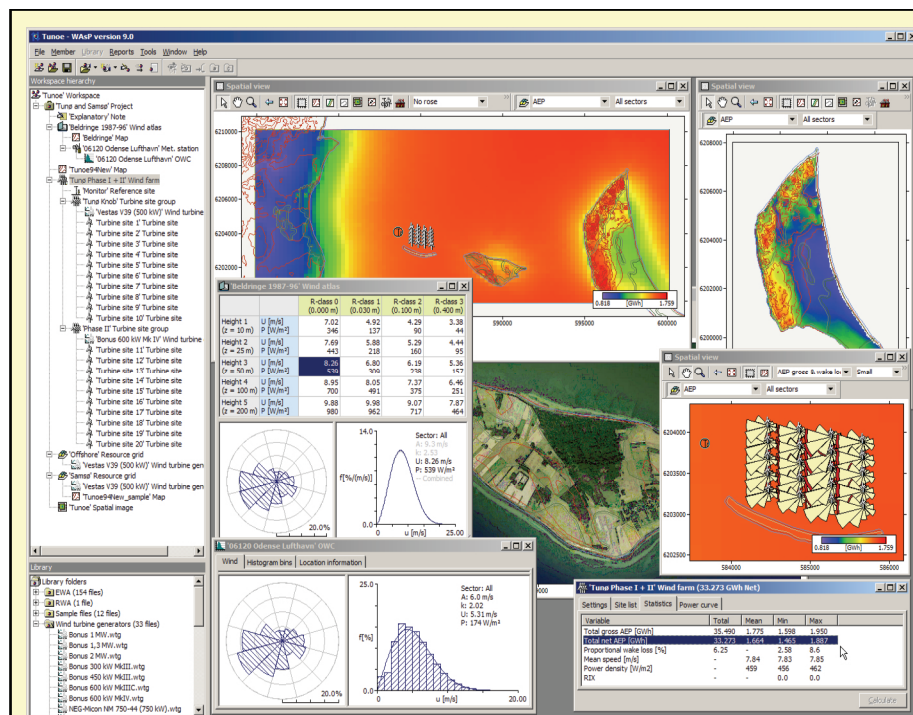 Tunoe - WAsP version 9.0
File Member Library Reports Tools Window Help
Workspace hierarchy
'Tunoe' Workspace
'Tunø and Samsø' Project
'Explanatory' Note
'Beldringe 1987-96' Wind atlas
'Beldringe' Map
'06120 Odense Lufthavn' Met. station
'06120 Odense Lufthavn' OWC
'Tunoe94New' Map
'Tunø Phase I + II' Wind farm
'Monitor' Reference site
'Tunø Knob' Turbine site group
'Vestas V39 (500 kW)' Wind turbine
'Turbine site 1' Turbine site
'Turbine site 2' Turbine site
'Turbine site 3' Turbine site
'Turbine site 4' Turbine site
'Turbine site 5' Turbine site
'Turbine site 6' Turbine site
'Turbine site 7' Turbine site
'Turbine site 8' Turbine site
'Turbine site 9' Turbine site
'Turbine site 10' Turbine site
'Phase II' Turbine site group
'Bonus 600 kW Mk IV' Wind turbine
'Turbine site 11' Turbine site
'Turbine site 12' Turbine site
'Turbine site 13' Turbine site
'Turbine site 14' Turbine site
'Turbine site 15' Turbine site
'Turbine site 16' Turbine site
'Turbine site 17' Turbine site
'Turbine site 18' Turbine site
'Turbine site 19' Turbine site
'Turbine site 20' Turbine site
'Offshore' Resource grid
'Vestas V39 (500 kW)' Wind turbine gen
'Samsø' Resource grid
'Vestas V39 (500 kW)' Wind turbine gen
'Tunoe94New_sample' Map
'Tunoe' Spatial image
Library
Library folders
EWA (154 files)
RWA (1 file)
Sample files (12 files)
Wind turbine generators (33 files)
Bonus 1 MW.wtg
Bonus 1,3 MW.wtg
Bonus 2 MW.wtg
Bonus 300 kW MkIII.wtg
Bonus 450 kW MkIII.wtg
Bonus 600 kW MkIIIC.wtg
Bonus 600 kW MkIV.wtg
NEG-Micon NM 750-44 (750 kW).wtg
Spatial view
No rose
AEP
All sectors
6210000
6208000
6206000
6204000
6202000
590000
600000
0.818 [GWh] 1.759
Spatial view
AEP
All sectors
6208000
6206000
6204000
6202000
6200000
'Beldringe 1987-96' Wind atlas
R-class 0 R-class 1 R-class 2 R-class 3
(0.000 m) (0.030 m) (0.100 m) (0.400 m)
Height 1 U [m/s] 7.02 4.92 4.29 3.38
(z = 10 m) P [W/m²] 346 137 90 44
Height 2 U [m/s] 7.69 5.88 5.29 4.44
(z = 25 m) P [W/m²] 443 218 160 95
Height 3 U [m/s] 8.26 6.80 6.19 5.36
(z = 50 m) P [W/m²] 539 309 238 157
Height 4 U [m/s] 8.95 8.05 7.37 6.46
(z = 100 m) P [W/m²] 700 491 375 251
Height 5 U [m/s] 9.88 9.98 9.07 7.87
(z = 200 m) P [W/m²] 980 962 717 464
20.0%
14.0
f[%/(m/s)]
0.0
0
u [m/s]
25.00
Sector: All
A: 9.3 m/s
k: 2.53
U: 8.26 m/s
P: 539 W/m²
Combined
'06120 Odense Lufthavn' OWC
Wind Histogram bins Location information
20.0%
25.0
f[%]
0.0
0
u [m/s]
20.00
Sector: All
A: 6.0 m/s
k: 2.02
U: 5.31 m/s
P: 174 W/m²
Spatial view
AEP gross & wake lo
Small
AEP
All sectors
6204000
6203500
6203000
6202500
584000
585000
586000
0.818 [GWh] 1.759
'Tunø Phase I + II' Wind farm (33.273 GWh Net)
Settings Site list Statistics Power curve
Variable Total Mean Min Max
Total gross AEP [GWh] 35.490 1.775 1.598 1.950
Total net AEP [GWh] 33.273 1.664 1.465 1.887
Proportional wake loss [%] 6.25 - 2.58 8.6
Mean speed [m/s] - 7.84 7.83 7.85
Power density [W/m2] - 459 456 462
RIX - - 0.0 0.0
Calculate